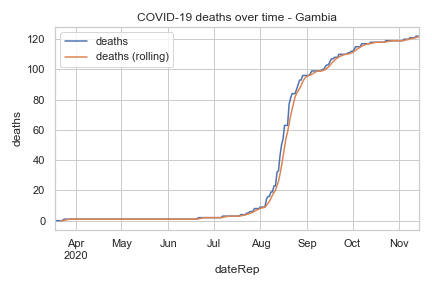 COVID-19 deaths over time - Gambia
deaths
deaths (rolling)
120
100
80
60
40
20
0
deaths
Apr May Jun Jul Aug Sep Oct Nov
2020
dateRep